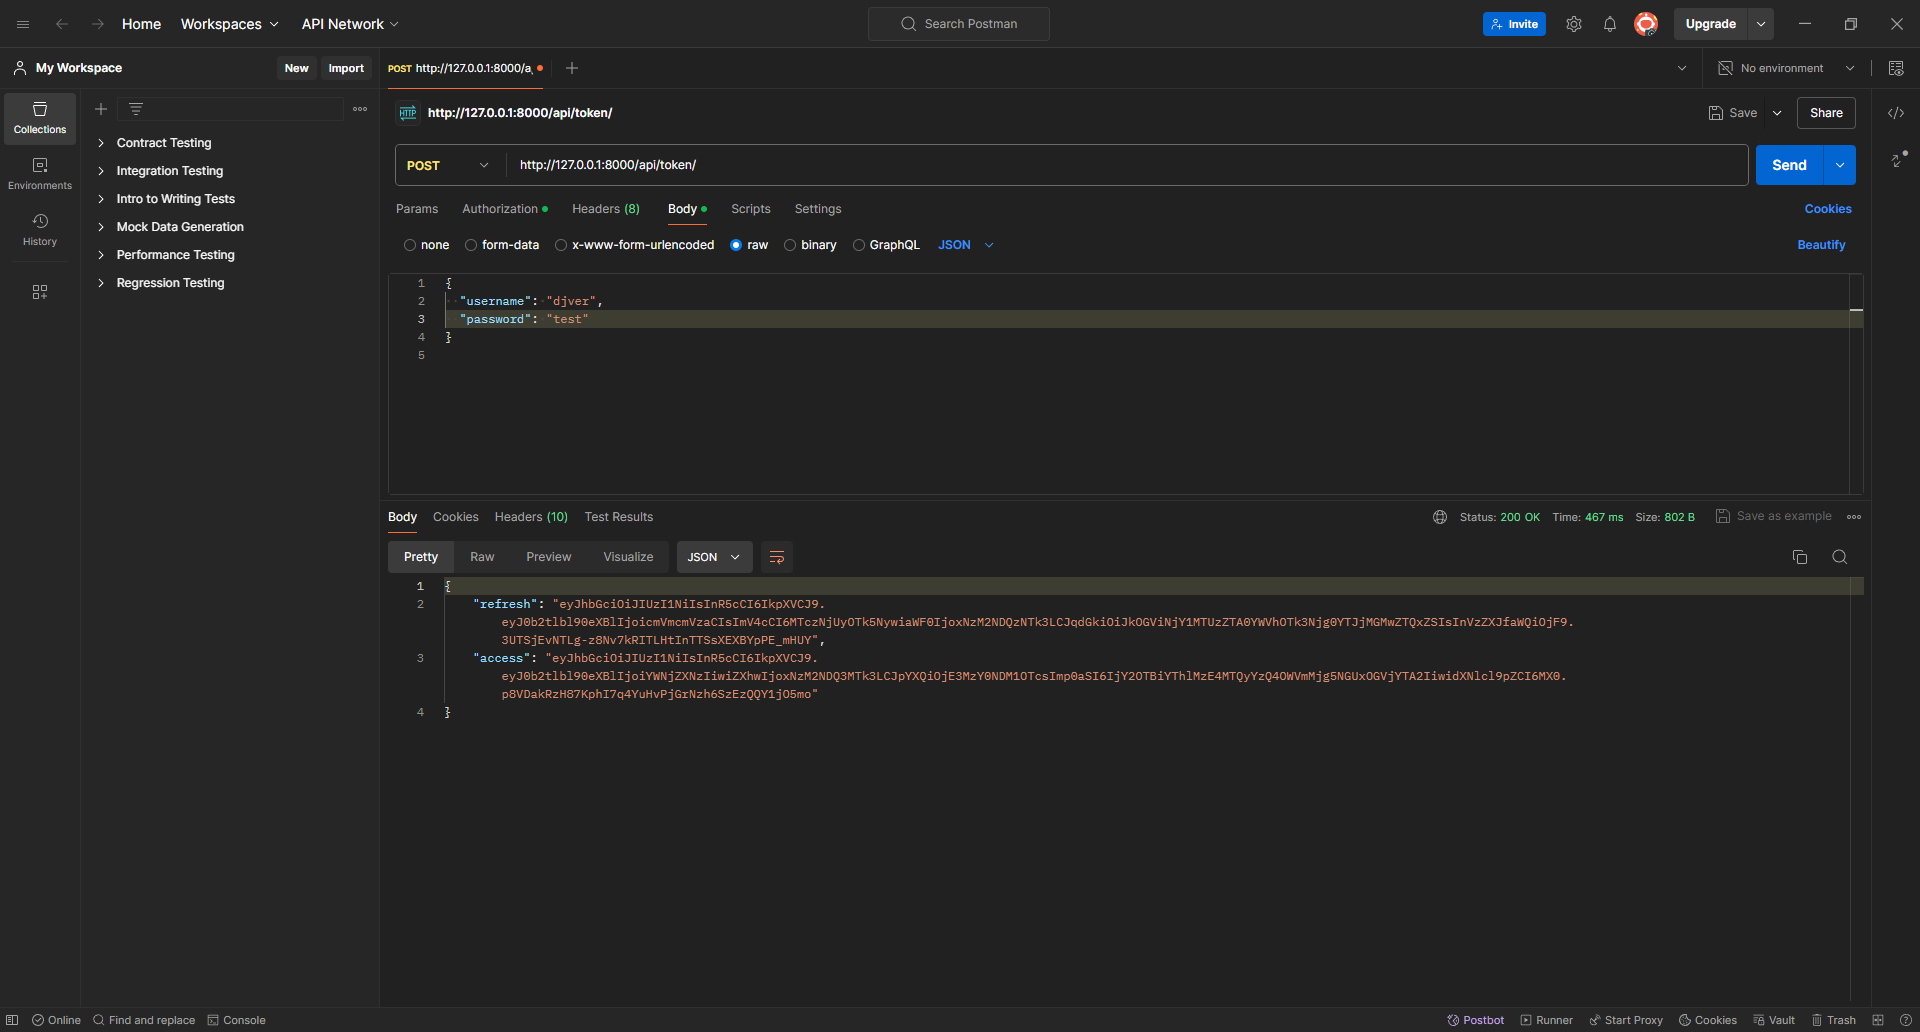 Home
Workspaces
API Network
Search Postman
Invite
Upgrade
My Workspace
New
Import
POST http://127.0.0.1:8000/a
No environment
Collections
Environments
History
Contract Testing
Integration Testing
Intro to Writing Tests
Mock Data Generation
Performance Testing
Regression Testing
HTTP
http://127.0.0.1:8000/api/token/
Save
Share
POST
http://127.0.0.1:8000/api/token/
Send
Params
Authorization
Headers (8)
Body
Scripts
Settings
Cookies
none
form-data
x-www-form-urlencoded
raw
binary
GraphQL
JSON
Beautify
1 {
2 "username": "djver",
3 "password": "test"
4 }
5
Body
Cookies
Headers (10)
Test Results
Status: 200 OK
Time: 467 ms
Size: 802 B
Save as example
Pretty
Raw
Preview
Visualize
JSON
1 {
2 "refresh": "eyJhbGciOiJIUzI1NiIsInR5cCI6IkpXVCJ9.
eyJ0b2tlbl90eXBlIjoicmVmcmVzaCIsImV4cCI6MTczNjUyOTk5NywiaWF0IjoxNzM2NDQzNTk3LCJqdGkiOiJkOGViNjY1MTUzZTA0YWVhOTk3Njg0YTJjMGMwZTQxZSIsInVzZXJfaWQiOjF9.
3UTSjEvNTLg-z8Nv7kRITLHtInTTSsXEXBYpPE_mHUY",
3 "access": "eyJhbGciOiJIUzI1NiIsInR5cCI6IkpXVCJ9.
eyJ0b2tlbl90eXBlIjoiYWNjZXNzIiwiZXhwIjoxNzM2NDQ3MTk3LCJpYXQiOjE3MzY0NDM1OTcsImp0aSI6IjY2OTBiYThlMzE4MTQyYzQ4OWVmMjg5NGUxOGVjYTA2IiwidXNlcl9pZCI6MX0.
p8VDakRzH87KphI7q4YuHvPjGrNzh6SzEzQQY1jO5mo"
4 }
Online
Find and replace
Console
Postbot
Runner
Start Proxy
Cookies
Vault
Trash